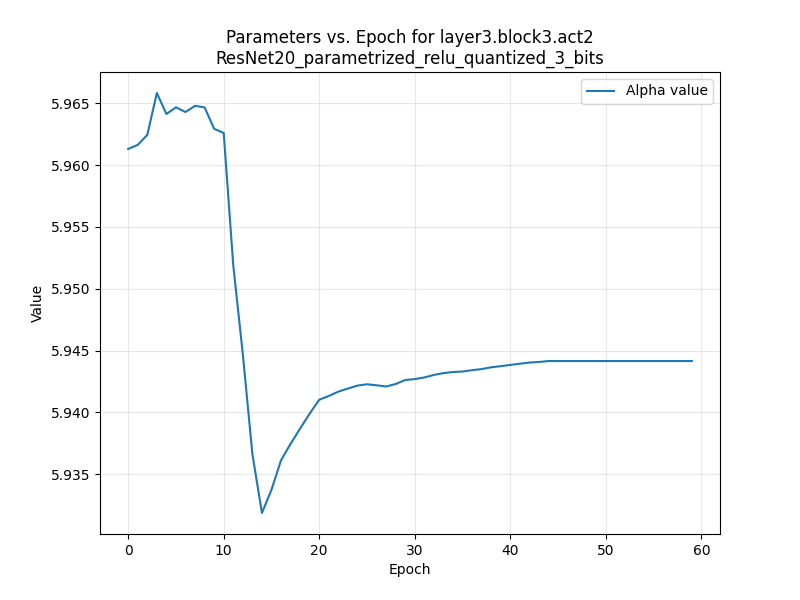 Parameters vs. Epoch for layer3.block3.act2
ResNet20_parametrized_relu_quantized_3_bits
Alpha value
5.965
5.960
5.955
5.950
5.945
5.940
5.935
Value
0 10 20 30 40 50 60
Epoch